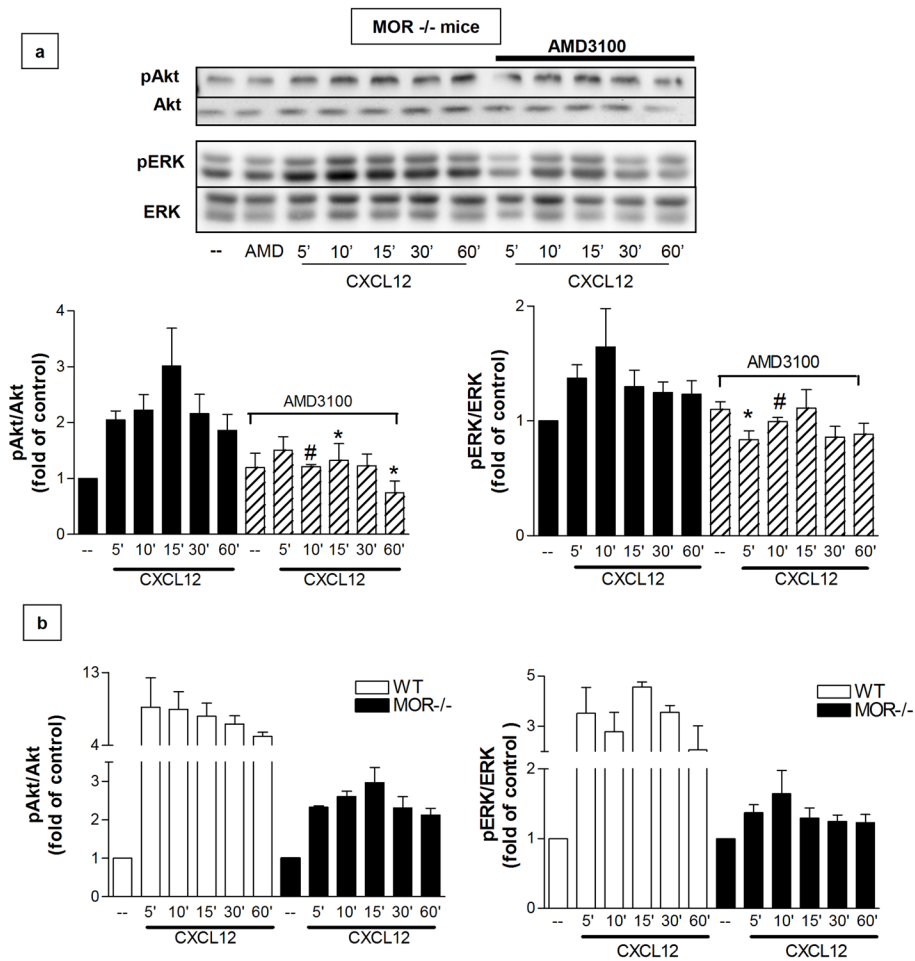 MOR -/- mice
a
AMD3100
pAkt
Akt
pERK
ERK
-- AMD 5’ 10’ 15’ 30’ 60’ 5’ 10’ 15’ 30’ 60’
CXCL12 CXCL12
pAkt/Akt
(fold of control)
4
3
2
1
0
AMD3100
# * *
-- 5' 10' 15' 30' 60' -- 5' 10' 15' 30' 60'
CXCL12 CXCL12
pERK/ERK
(fold of control)
2
1
0
AMD3100
* #
-- 5' 10' 15' 30' 60' -- 5' 10' 15' 30' 60'
CXCL12 CXCL12
b
pAkt/Akt
(fold of control)
13
4
3
2
1
0
WT
MOR-/-
-- 5' 10' 15' 30' 60' -- 5' 10' 15' 30' 60'
CXCL12 CXCL12
pERK/ERK
(fold of control)
5
3
2
1
0
WT
MOR-/-
-- 5' 10' 15' 30' 60' -- 5' 10' 15' 30' 60'
CXCL12 CXCL12